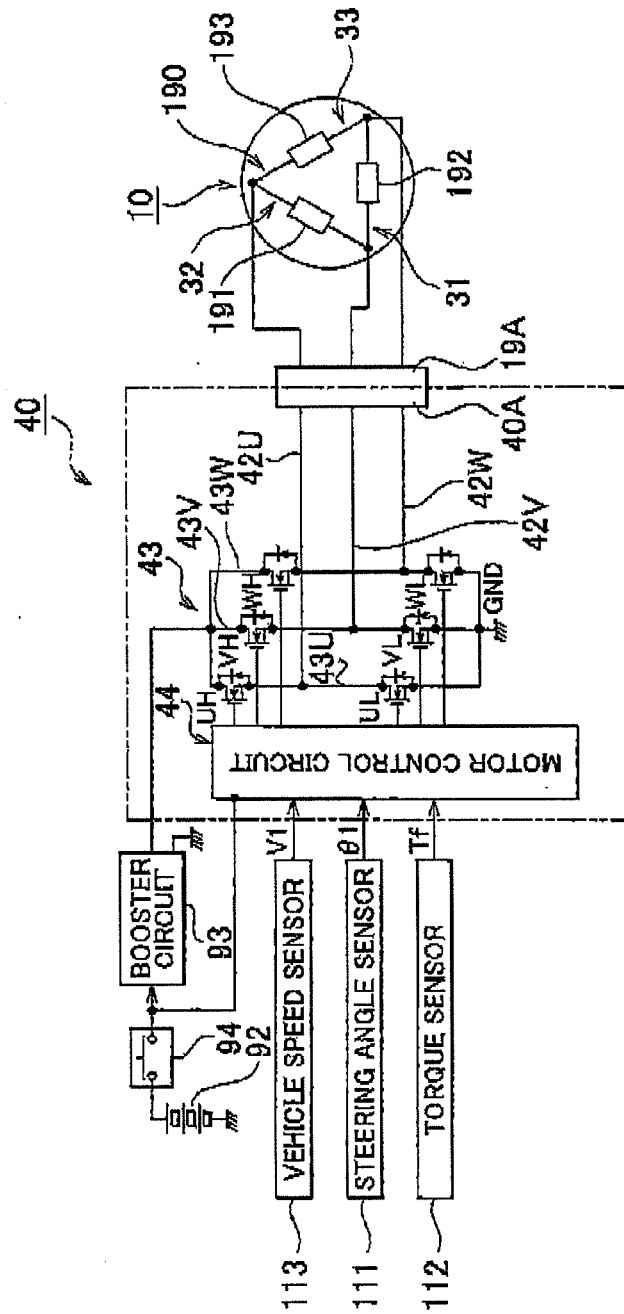 40
10
190
193
33
32
191
192
31
19A
40A
42U
42V
42W
43
43V
43W
44
UH
VH
WH
43U
UL
VL
WL
GND
MOTOR CONTROL CIRCUIT
BOOSTER
CIRCUIT
93
94
92
V1
θ1
Tf
VEHICLE SPEED SENSOR
STEERING ANGLE SENSOR
TORQUE SENSOR
113
111
112